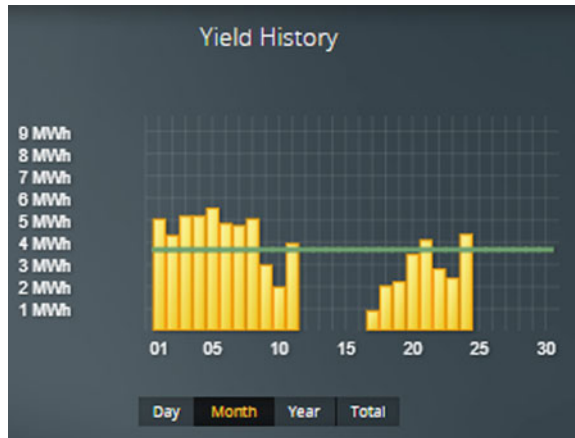 Yield History
9 MWh
8 MWh
7 MWh
6 MWh
5 MWh
4 MWh
3 MWh
2 MWh
1 MWh
01 05 10 15 20 25 30
Day Month Year Total